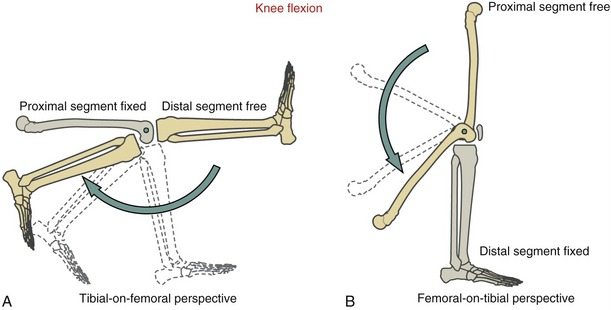 Knee flexion
Proximal segment fixed
Distal segment free
A
Tibial-on-femoral perspective
Proximal segment free
Distal segment fixed
B
Femoral-on-tibial perspective